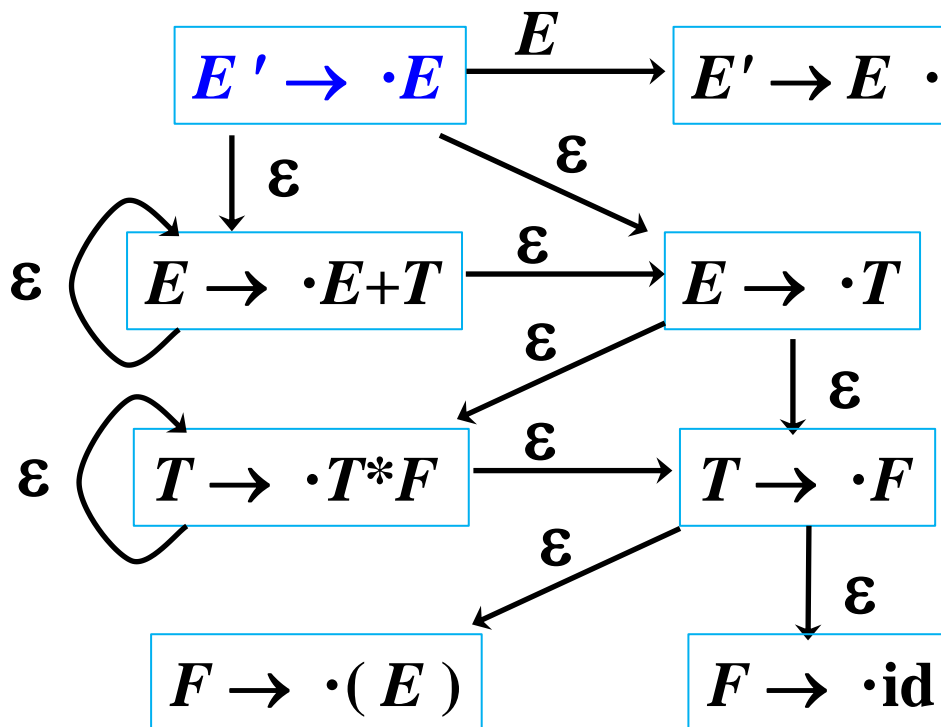 E
E′ → ·E E′ → E ·
ε ε
ε E → ·E+T ε E → ·T
ε ε
ε T → ·T*F ε T → ·F
ε ε
F → ·( E ) F → ·id